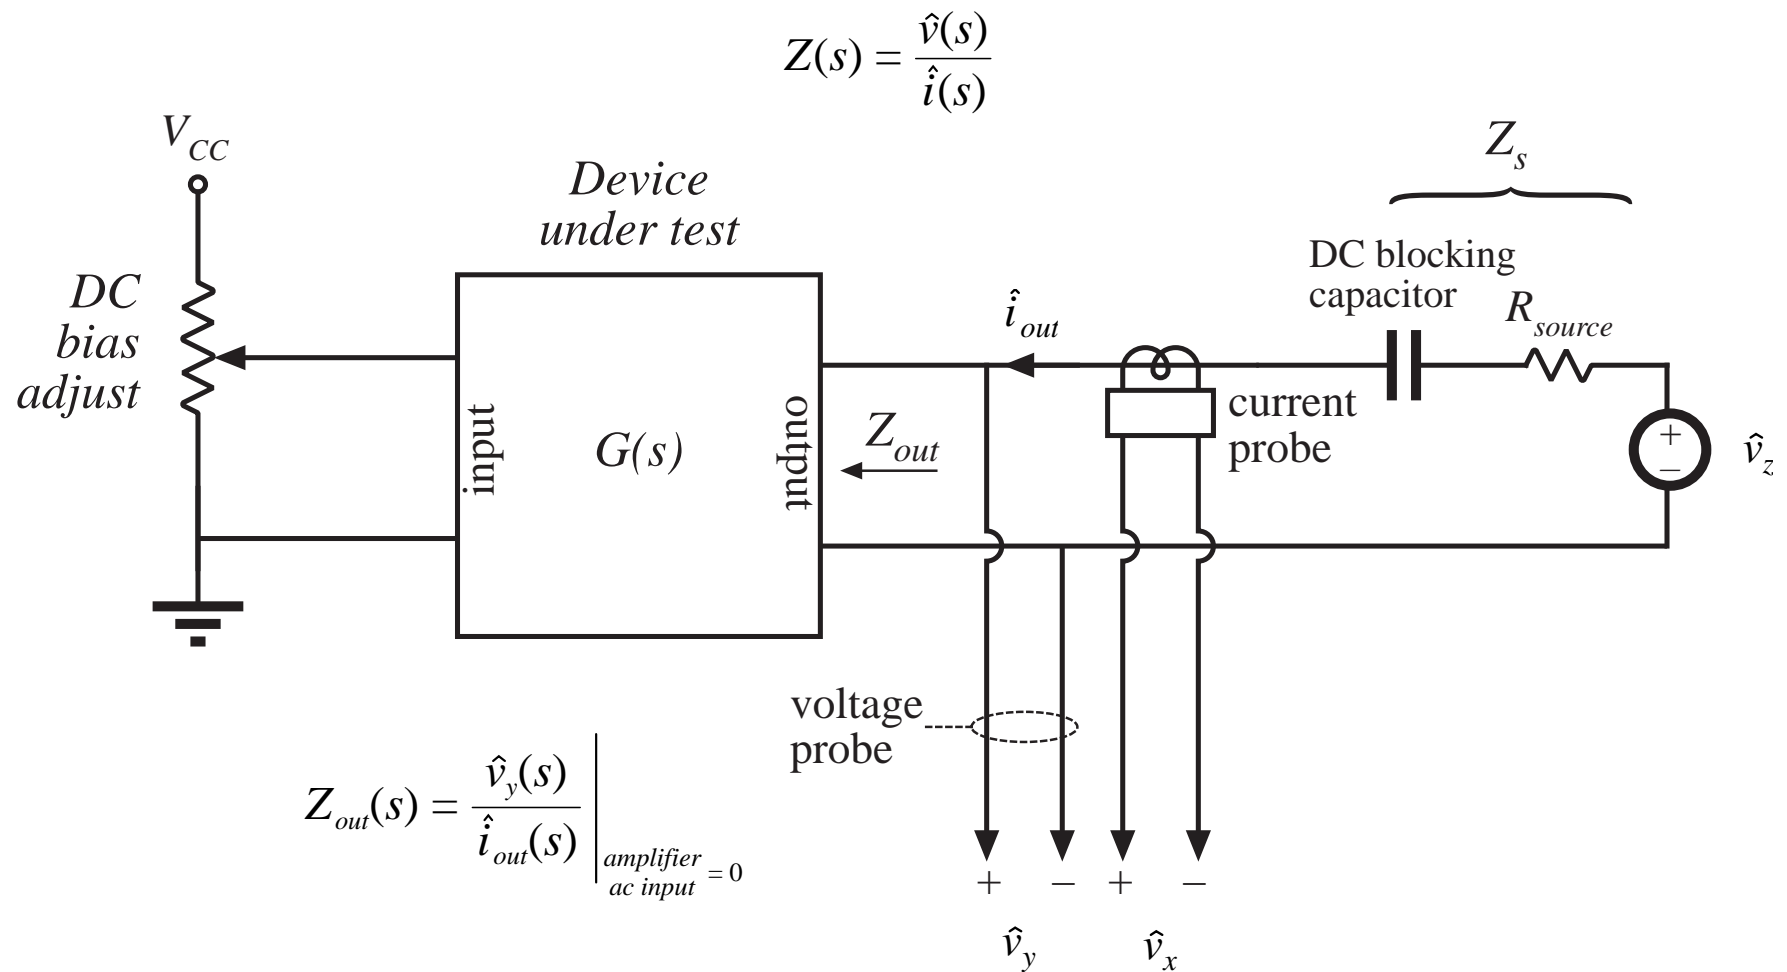 Z(s) = v̂(s) / î(s)
V_CC
Z_s
Device
under test
DC blocking
capacitor
R_source
DC
bias
adjust
î_out
current
probe
input
G(s)
output
Z_out
+
−
v̂_z
voltage
probe
Z_out(s) = v̂_y(s) / î_out(s) | amplifier
ac input = 0
+ − + −
v̂_y v̂_x